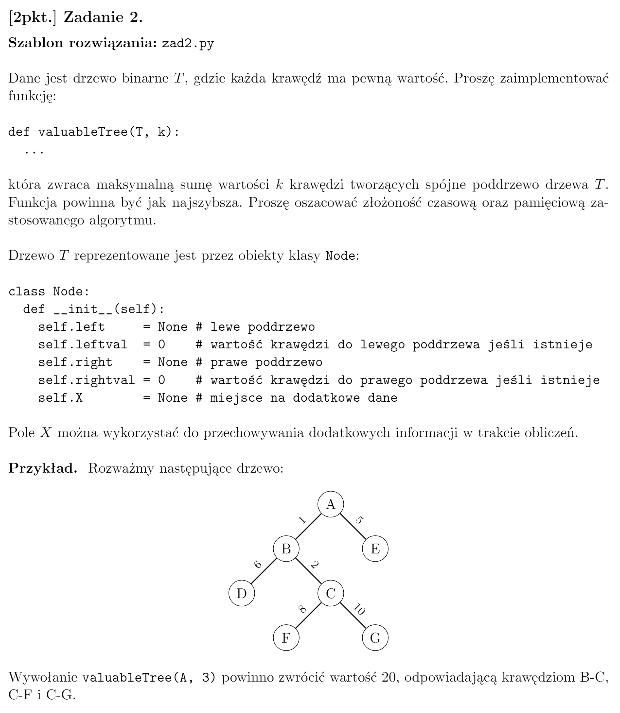 [2pkt.] Zadanie 2.
Szablon rozwiązania: zad2.py
Dane jest drzewo binarne T, gdzie każda krawędź ma pewną wartość. Proszę zaimplementować
funkcję:
def valuableTree(T, k):
...
która zwraca maksymalną sumę wartości k krawędzi tworzących spójne poddrzewo drzewa T.
Funkcja powinna być jak najszybsza. Proszę oszacować złożoność czasową oraz pamięciową za-
stosowanego algorytmu.
Drzewo T reprezentowane jest przez obiekty klasy Node:
class Node:
def __init__(self):
self.left = None # lewe poddrzewo
self.leftval = 0 # wartość krawędzi do lewego poddrzewa jeśli istnieje
self.right = None # prawe poddrzewo
self.rightval = 0 # wartość krawędzi do prawego poddrzewa jeśli istnieje
self.X = None # miejsce na dodatkowe dane
Pole X można wykorzystać do przechowywania dodatkowych informacji w trakcie obliczeń.
Przykład. Rozważmy następujące drzewo:
A
1 5
B E
6 2
D C
8 10
F G
Wywołanie valuableTree(A, 3) powinno zwrócić wartość 20, odpowiadającą krawędziom B-C,
C-F i C-G.